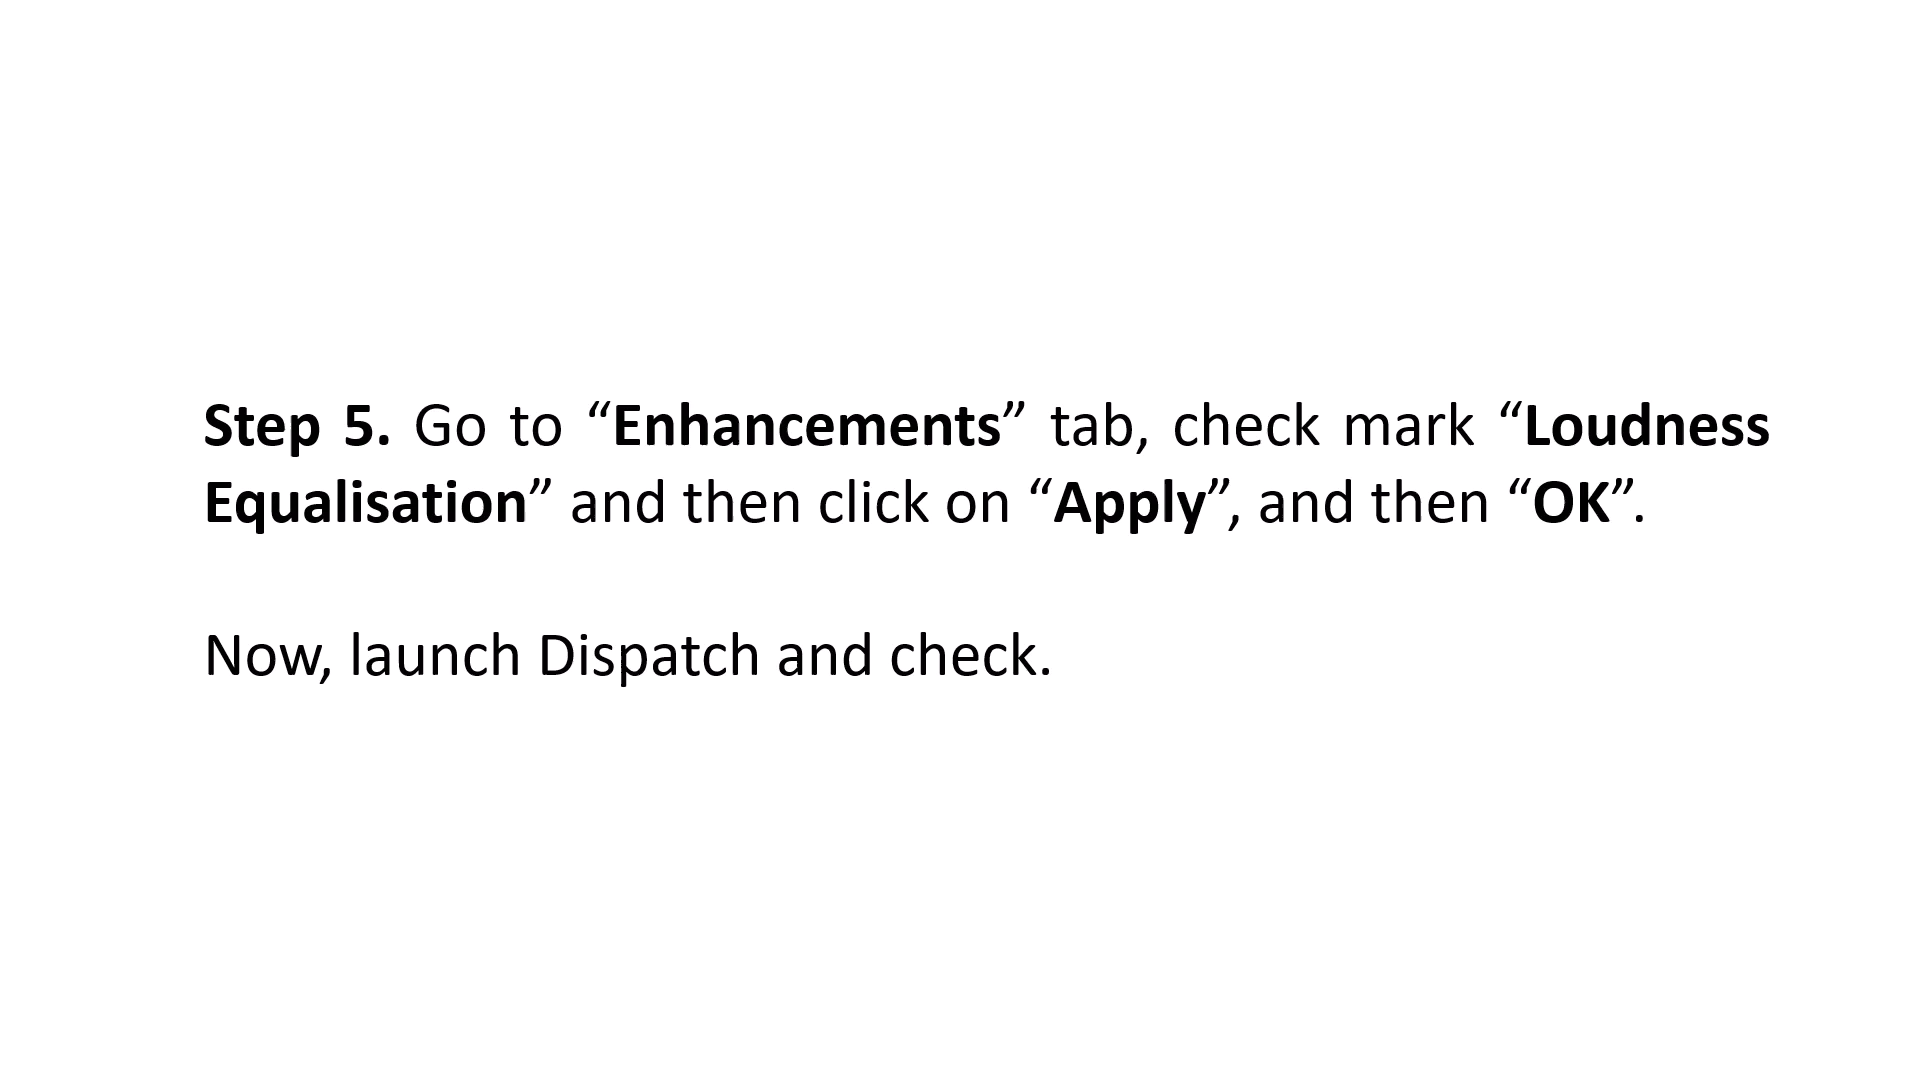 Step 5. Go to “Enhancements” tab, check mark “Loudness
Equalisation” and then click on “Apply”, and then “OK”.
Now, launch Dispatch and check.